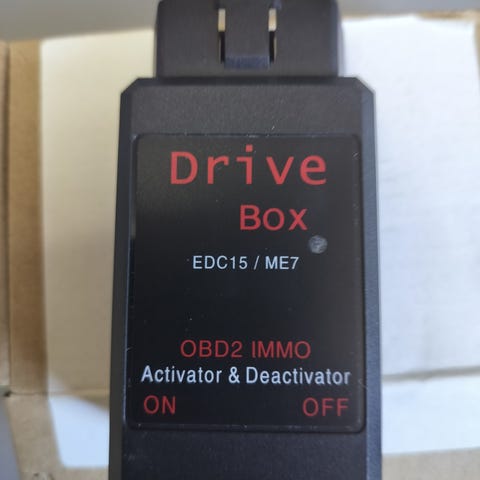 Drive
Box
EDC15 / ME7
OBD2 IMMO
Activator & Deactivator
ON OFF